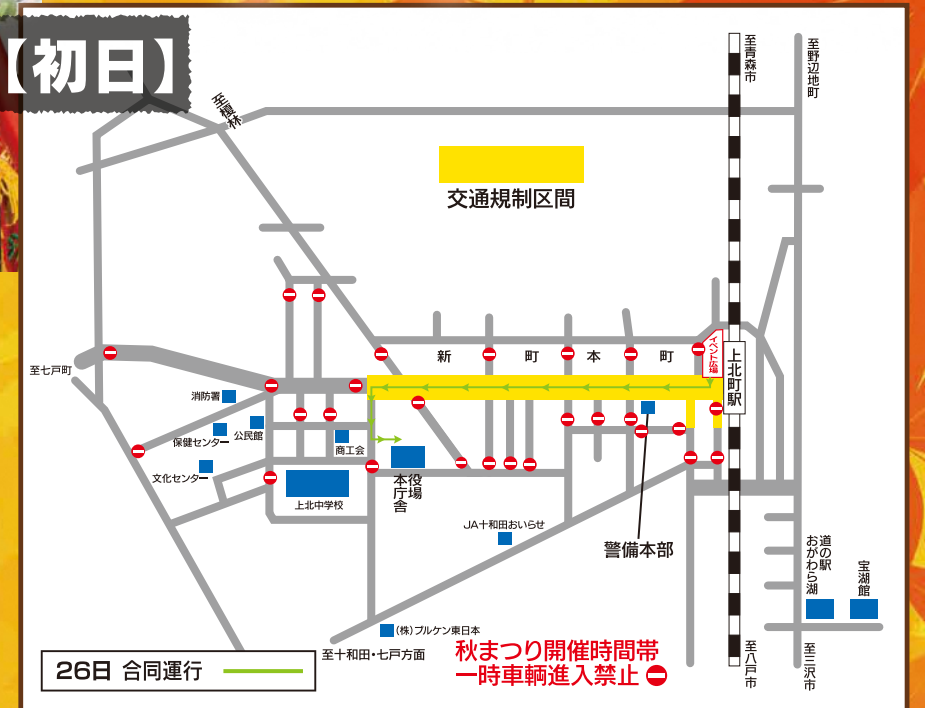 【初日】
至榎林
至青森市
至野辺地町
交通規制区間
新町
本町
イベント広場
上北町駅
至七戸町
消防署
保健センター
公民館
文化センター
商工会
上北中学校
役場
本庁舎
JA十和田おいらせ
警備本部
道の駅
おがわら湖
宝湖館
(株)ブルケン東日本
至十和田・七戸方面
秋まつり開催時間帯
一時車輌進入禁止
至八戸市
至三沢市
26日 合同運行